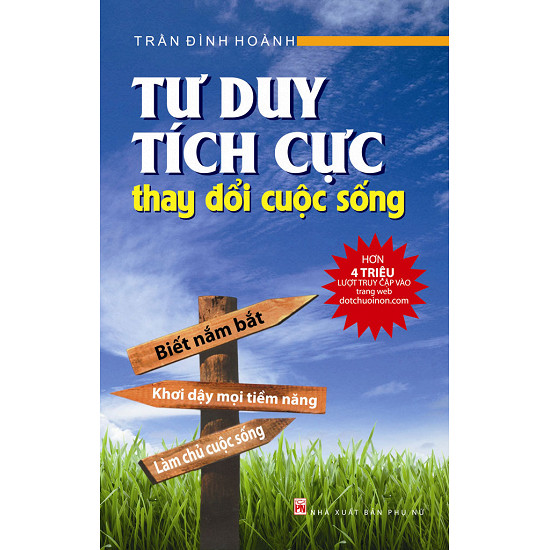 TRẦN ĐÌNH HOÀNH
TƯ DUY
TÍCH CỰC
thay đổi cuộc sống
HƠN
4 TRIỆU
LƯỢT TRUY CẬP VÀO
trang web
dotchuoinon.com
Biết nắm bắt
Khơi dậy mọi tiềm năng
Làm chủ cuộc sống
PN
NHÀ XUẤT BẢN PHỤ NỮ